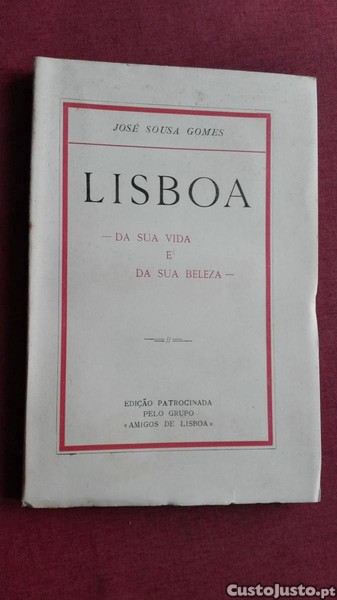 JOSÉ SOUSA GOMES
LISBOA
— DA SUA VIDA
E
DA SUA BELEZA —
EDIÇÃO PATROCINADA
PELO GRUPO
«AMIGOS DE LISBOA»
CustoJusto.pt